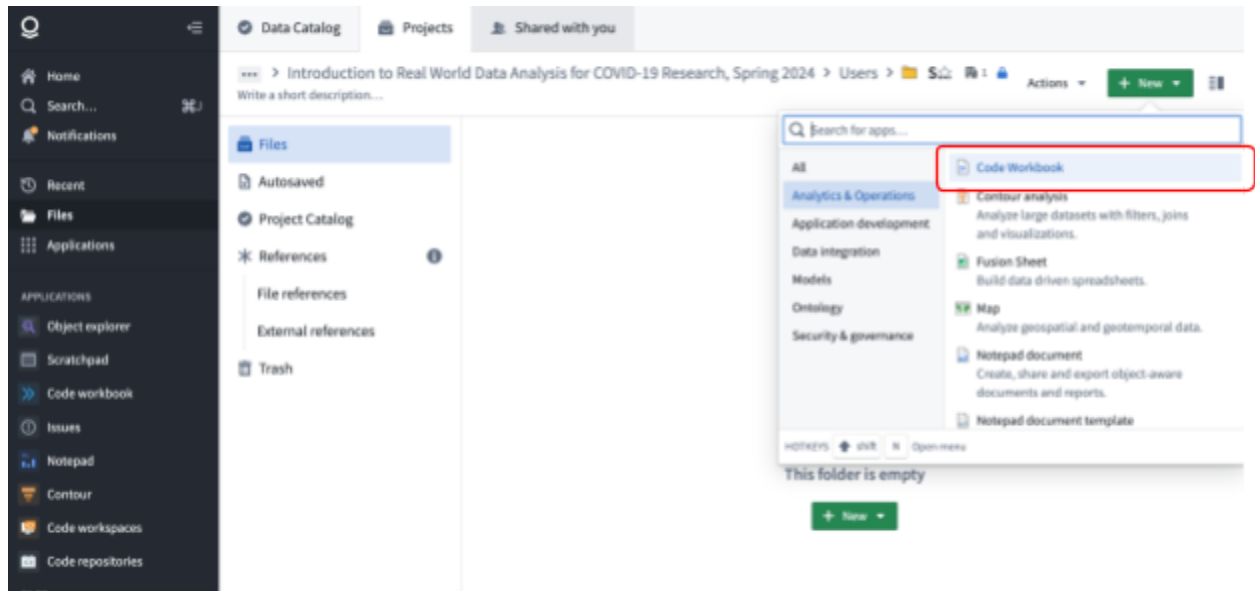 Data Catalog
Projects
Shared with you
Home
Search...
⌘J
Notifications
Recent
Files
Applications
APPLICATIONS
Object explorer
Scratchpad
Code workbook
Issues
Notepad
Contour
Code workspaces
Code repositories
••• > Introduction to Real World Data Analysis for COVID-19 Research, Spring 2024 > Users > S 1
Write a short description...
Actions
+ New
Files
Autosaved
Project Catalog
References
File references
External references
Trash
Search for apps...
All
Analytics & Operations
Application development
Data integration
Models
Ontology
Security & governance
Code Workbook
Contour analysis
Analyze large datasets with filters, joins
and visualizations.
Fusion Sheet
Build data driven spreadsheets.
Map
Analyze geospatial and geotemporal data.
Notepad document
Create, share and export object-aware
documents and reports.
Notepad document template
HOTKEYS shift N Open menu
This folder is empty
+ New